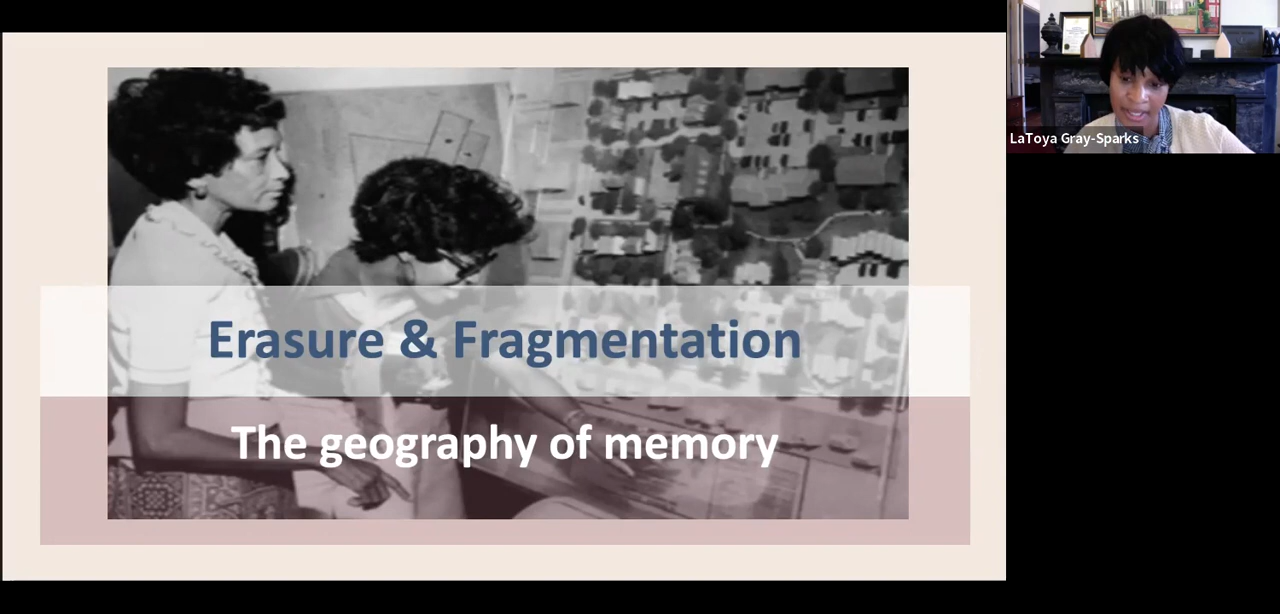 Erasure & Fragmentation
The geography of memory
LaToya Gray-Sparks